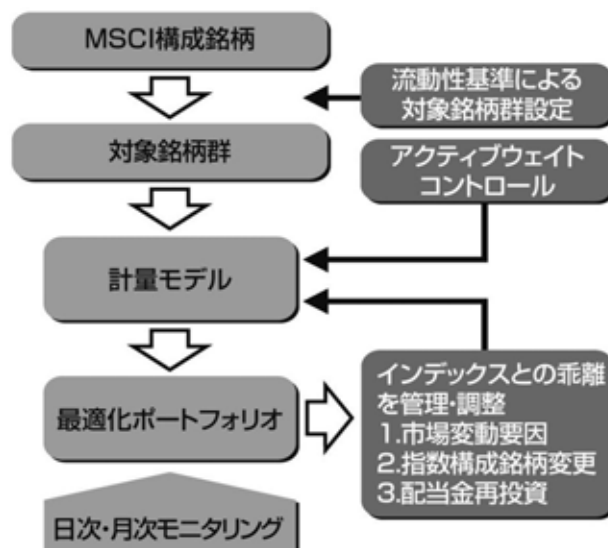 MSCI構成銘柄
流動性基準による
対象銘柄群設定
対象銘柄群
アクティブウェイト
コントロール
計量モデル
最適化ポートフォリオ
インデックスとの乖離
を管理・調整
1.市場変動要因
2.指数構成銘柄変更
3.配当金再投資
日次・月次モニタリング